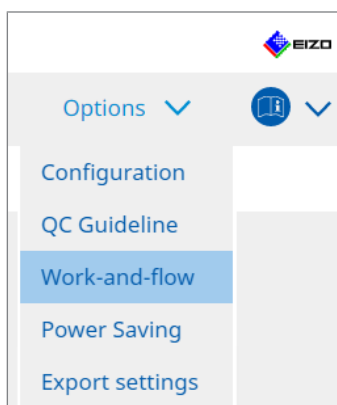 EIZO
Options
Configuration
QC Guideline
Work-and-flow
Power Saving
Export settings